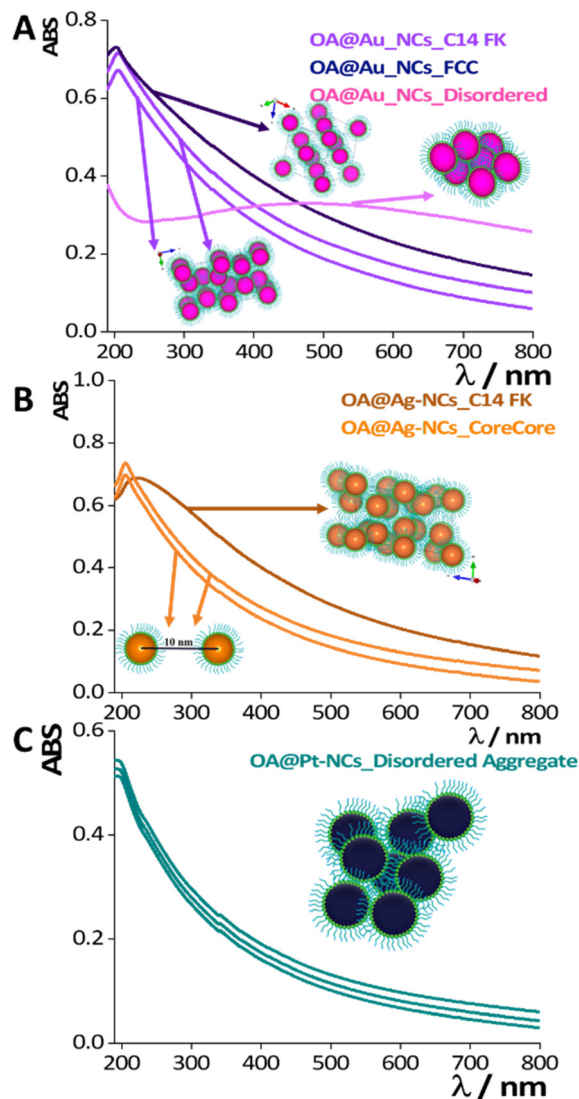 A
ABS
OA@Au_NCs_C14 FK
OA@Au_NCs_FCC
OA@Au_NCs_Disordered
0.8
0.6
0.4
0.2
0.0
200 300 400 500 600 700 800
λ / nm
B
ABS
OA@Ag-NCs_C14 FK
OA@Ag-NCs_CoreCore
1.0
0.8
0.6
0.4
0.2
0.0
10 nm
200 300 400 500 600 700 800
λ / nm
C
ABS
OA@Pt-NCs_Disordered Aggregate
0.6
0.4
0.2
0.0
200 300 400 500 600 700 800
λ / nm